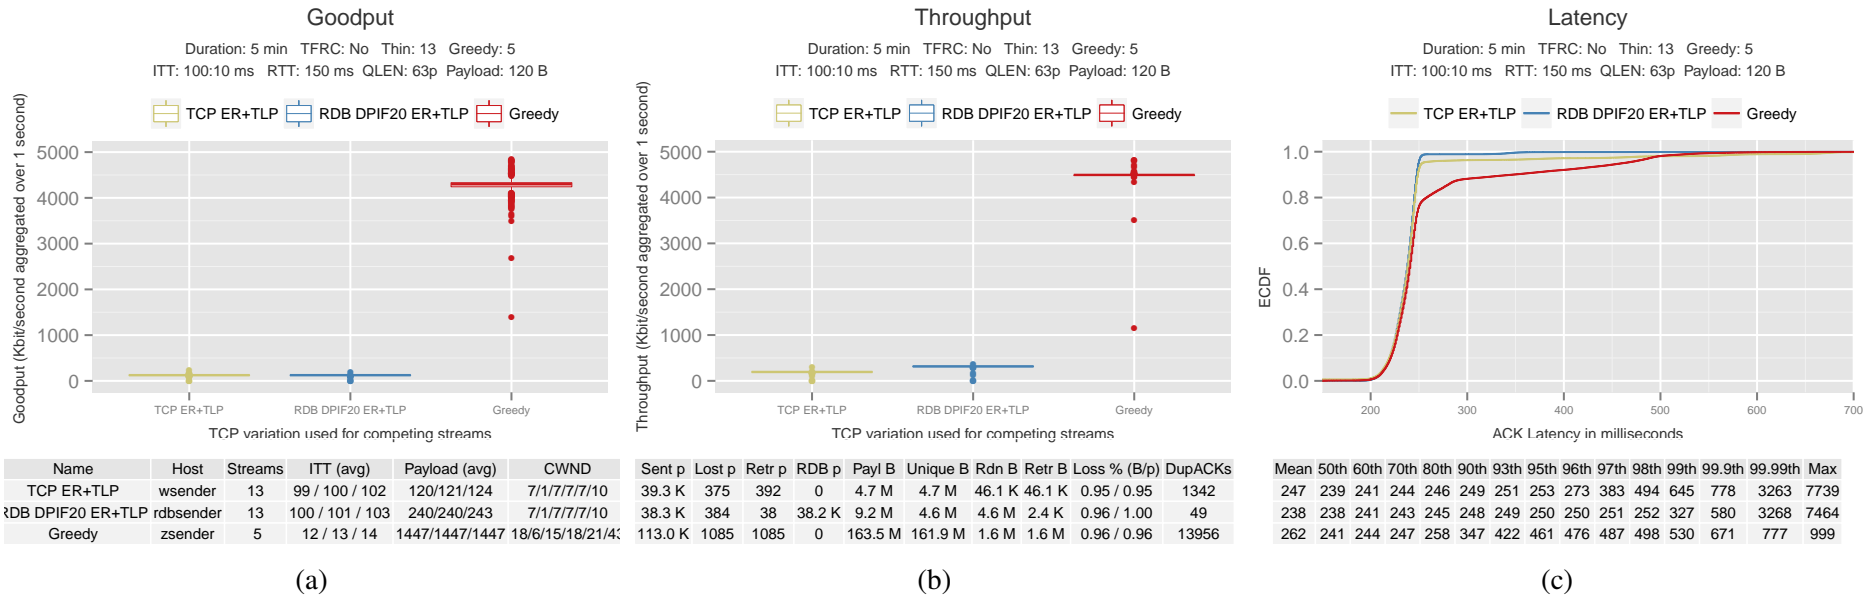 Goodput
Duration: 5 min TFRC: No Thin: 13 Greedy: 5
ITT: 100:10 ms RTT: 150 ms QLEN: 63p Payload: 120 B
TCP ER+TLP RDB DPIF20 ER+TLP Greedy
Goodput (Kbit/second aggregated over 1 second)
5000
4000
3000
2000
1000
0
TCP ER+TLP RDB DPIF20 ER+TLP Greedy
TCP variation used for competing streams
Name Host Streams ITT (avg) Payload (avg) CWND
TCP ER+TLP wsender 13 99 / 100 / 102 120/121/124 7/1/7/7/7/10
RDB DPIF20 ER+TLP rdbsender 13 100 / 101 / 103 240/240/243 7/1/7/7/7/10
Greedy zsender 5 12 / 13 / 14 1447/1447/1447 18/6/15/18/21/43
(a)
Throughput
Duration: 5 min TFRC: No Thin: 13 Greedy: 5
ITT: 100:10 ms RTT: 150 ms QLEN: 63p Payload: 120 B
TCP ER+TLP RDB DPIF20 ER+TLP Greedy
Throughput (Kbit/second aggregated over 1 second)
5000
4000
3000
2000
1000
0
TCP ER+TLP RDB DPIF20 ER+TLP Greedy
TCP variation used for competing streams
Sent p Lost p Retr p RDB p Payl B Unique B Rdn B Retr B Loss % (B/p) DupACKs
39.3 K 375 392 0 4.7 M 4.7 M 46.1 K 46.1 K 0.95 / 0.95 1342
38.3 K 384 38 38.2 K 9.2 M 4.6 M 4.6 M 2.4 K 0.96 / 1.00 49
113.0 K 1085 1085 0 163.5 M 161.9 M 1.6 M 1.6 M 0.96 / 0.96 13956
(b)
Latency
Duration: 5 min TFRC: No Thin: 13 Greedy: 5
ITT: 100:10 ms RTT: 150 ms QLEN: 63p Payload: 120 B
TCP ER+TLP RDB DPIF20 ER+TLP Greedy
ECDF
1.0
0.8
0.6
0.4
0.2
0.0
200 300 400 500 600 700
ACK Latency in milliseconds
Mean 50th 60th 70th 80th 90th 93th 95th 96th 97th 98th 99th 99.9th 99.99th Max
247 239 241 244 246 249 251 253 273 383 494 645 778 3263 7739
238 238 241 243 245 248 249 250 250 251 252 327 580 3268 7464
262 241 244 247 258 347 422 461 476 487 498 530 671 777 999
(c)